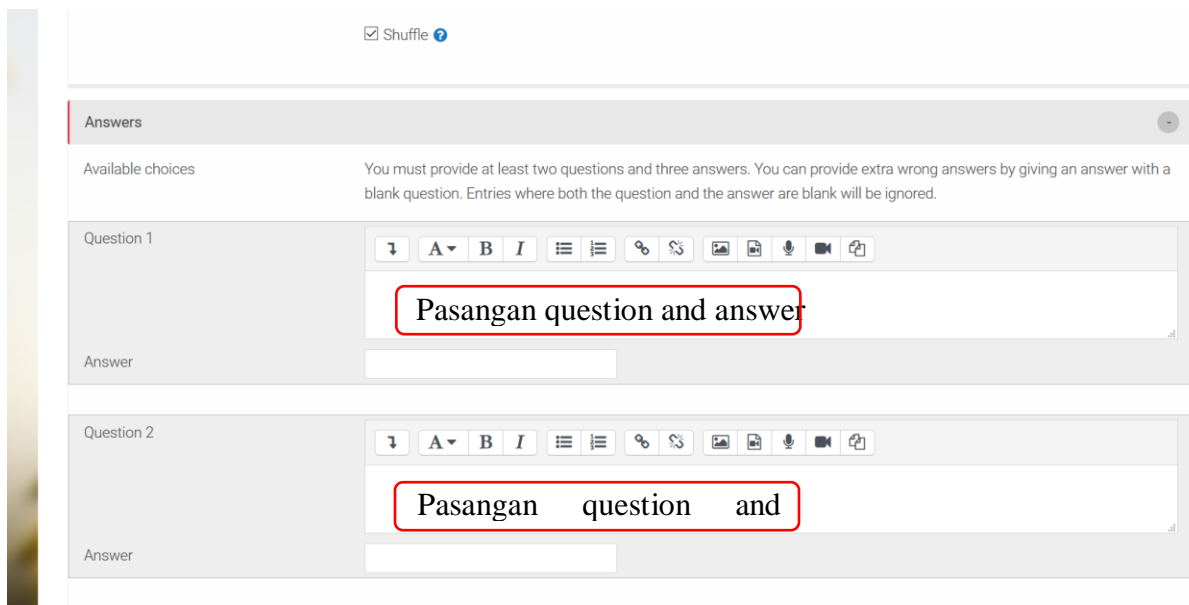 Shuffle
Answers
Available choices
You must provide at least two questions and three answers. You can provide extra wrong answers by giving an answer with a
blank question. Entries where both the question and the answer are blank will be ignored.
Question 1
A B I
Pasangan question and answer
Answer
Question 2
A B I
Pasangan question and
Answer